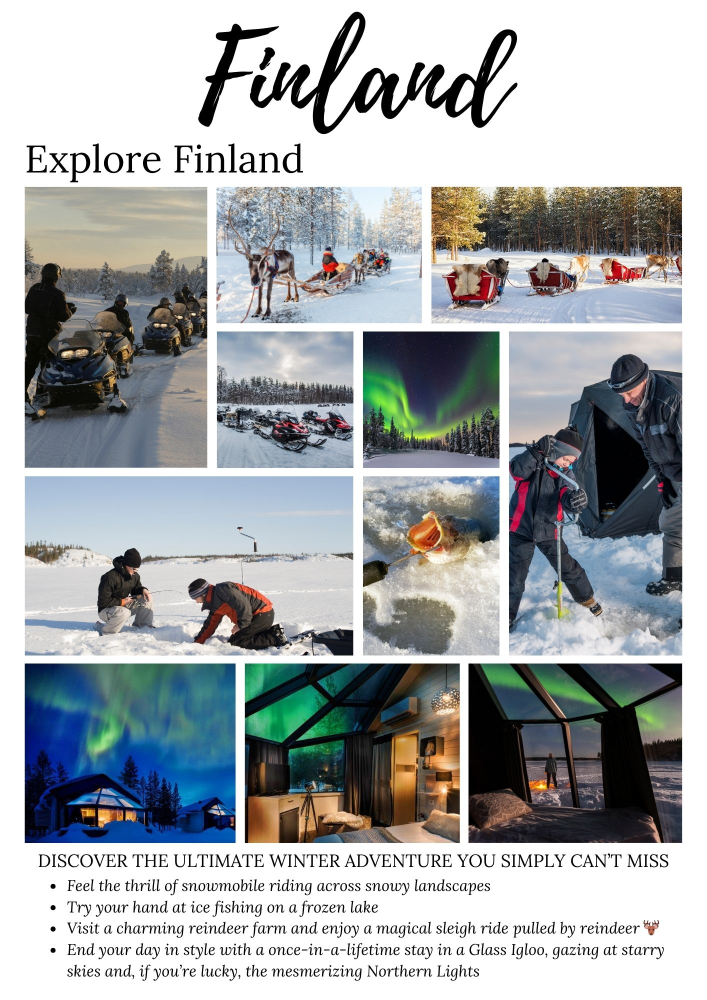 Finland
Explore Finland
DISCOVER THE ULTIMATE WINTER ADVENTURE YOU SIMPLY CAN’T MISS
• Feel the thrill of snowmobile riding across snowy landscapes
• Try your hand at ice fishing on a frozen lake
• Visit a charming reindeer farm and enjoy a magical sleigh ride pulled by reindeer 🦌
• End your day in style with a once-in-a-lifetime stay in a Glass Igloo, gazing at starry
skies and, if you’re lucky, the mesmerizing Northern Lights